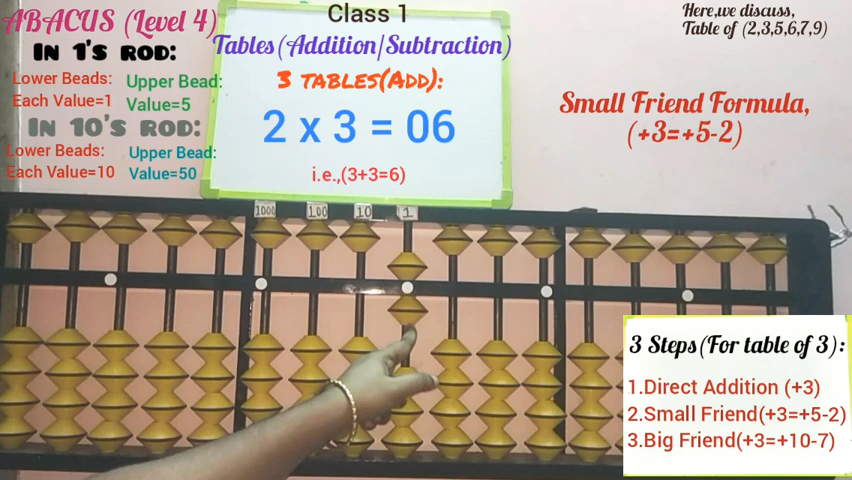 ABACUS (Level 4)
IN 1'S ROD:
Lower Beads:
Each Value=1
Upper Bead:
Value=5
IN 10'S ROD:
Lower Beads:
Each Value=10
Upper Bead:
Value=50
Class 1
Tables(Addition/Subtraction)
3 TABLES(ADD):
2 x 3 = 06
i.e.,(3+3=6)
Here,we discuss,
Table of (2,3,5,6,7,9)
Small Friend Formula,
(+3=+5-2)
1000 100 10 1
3 Steps(For table of 3):
1.Direct Addition (+3)
2.Small Friend(+3=+5-2)
3.Big Friend(+3=+10-7)